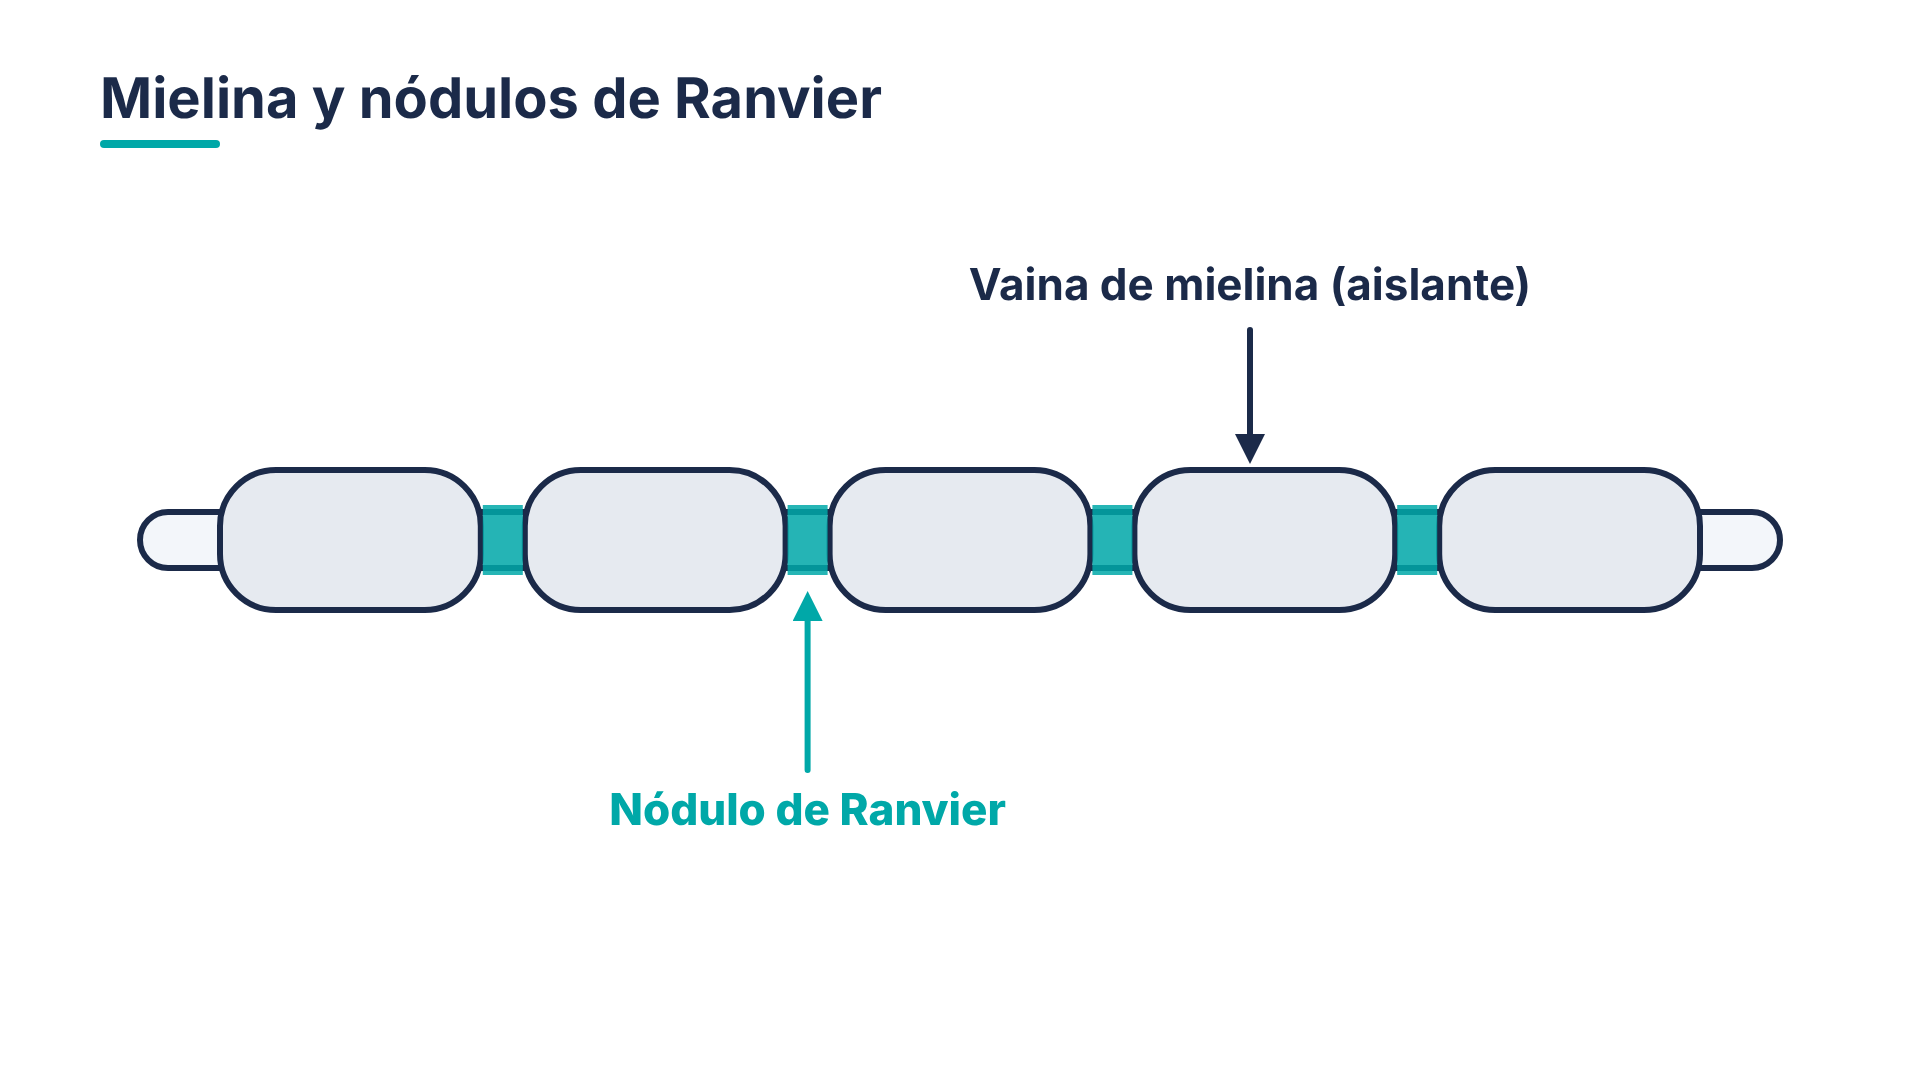 Mielina y nódulos de Ranvier
Vaina de mielina (aislante)
Nódulo de Ranvier